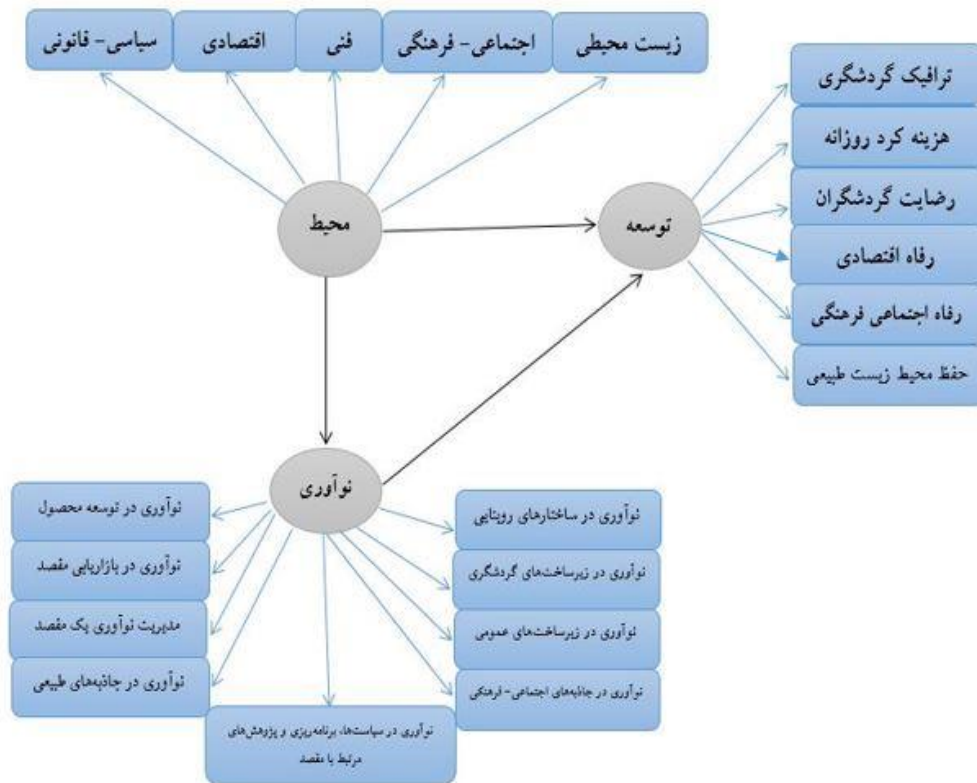 زیست محیطی
اجتماعی- فرهنگی
فنی
اقتصادی
سیاسی- قانونی
ترافیک گردشگری
هزینه کرد روزانه
رضایت گردشگران
رفاه اقتصادی
رفاه اجتماعی فرهنگی
حفظ محیط زیست طبیعی
توسعه
محیط
نوآوری
نوآوری در ساختارهای روبنایی
نوآوری در زیرساخت‌های گردشگری
نوآوری در زیرساخت‌های عمومی
نوآوری در جاذبه‌های اجتماعی- فرهنگی
نوآوری در توسعه محصول
نوآوری در بازاریابی مقصد
مدیریت نوآوری یک مقصد
نوآوری در جاذبه‌های طبیعی
نوآوری در سیاست‌ها، برنامه‌ریزی و پژوهش‌های
مرتبط با مقصد